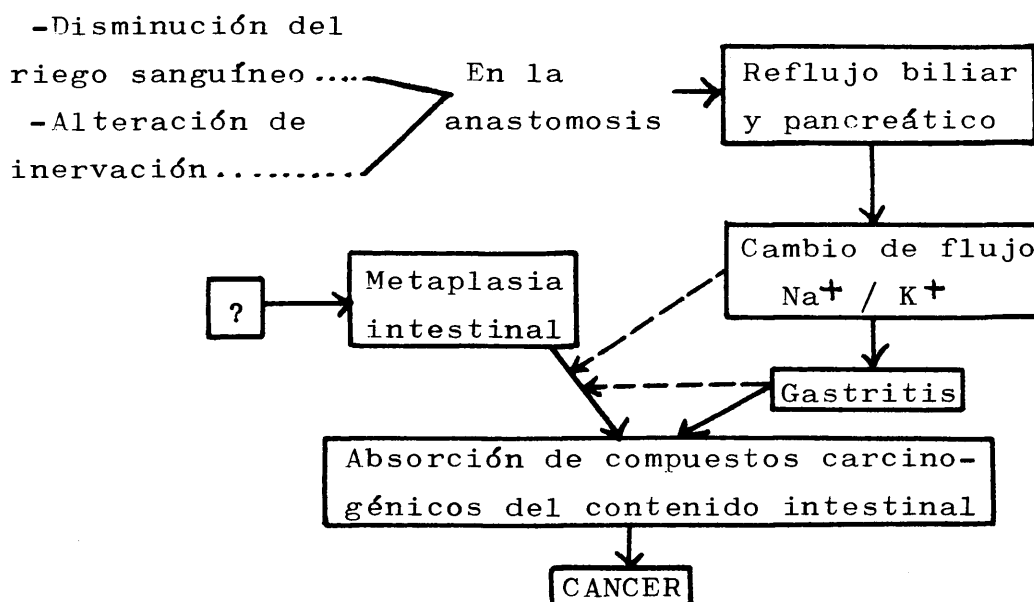 -Disminución del
riego sanguíneo .....
-Alteración de
inervación ..........
En la
anastomosis
Reflujo biliar
y pancreático
Cambio de flujo
Na+ / K+
?
Metaplasia
intestinal
Gastritis
Absorción de compuestos carcino-
génicos del contenido intestinal
CANCER